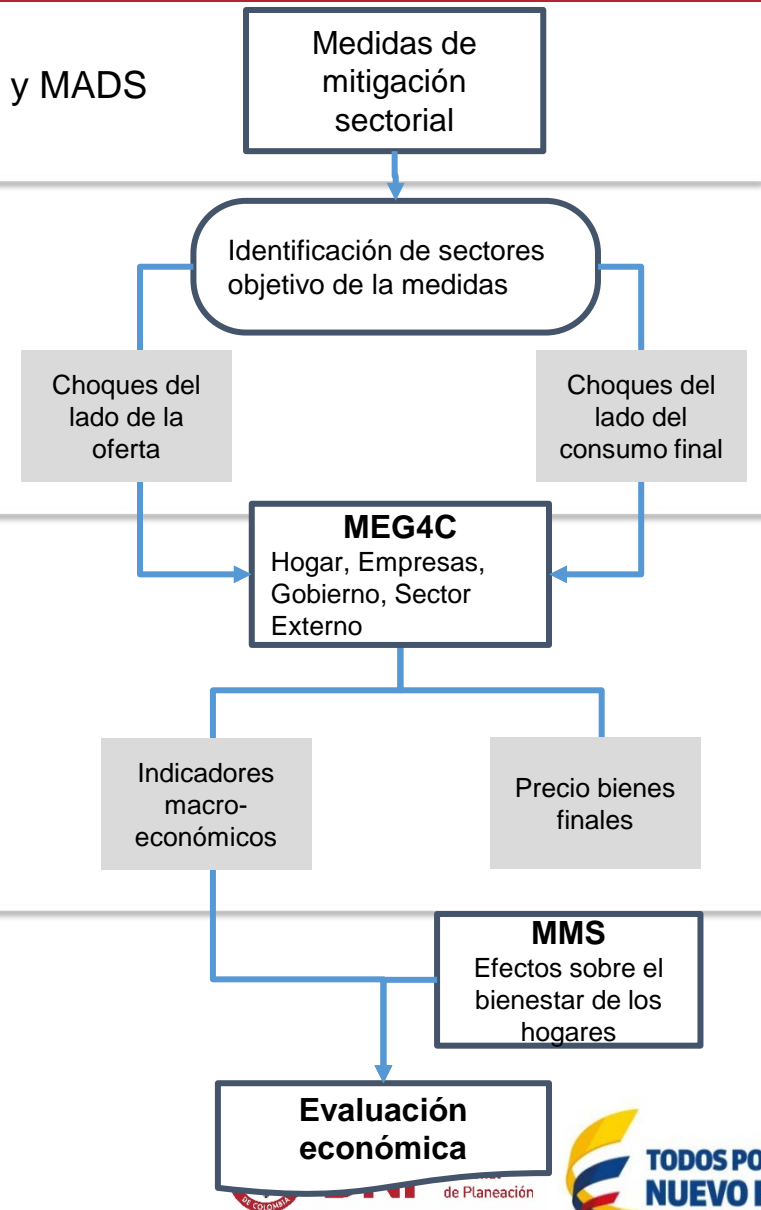 y MADS
Medidas de
mitigación
sectorial
Identificación de sectores
objetivo de la medidas
Choques del
lado de la
oferta
Choques del
lado del
consumo final
MEG4C
Hogar, Empresas,
Gobierno, Sector
Externo
Indicadores
macro-
económicos
Precio bienes
finales
MMS
Efectos sobre el
bienestar de los
hogares
Evaluación
económica
DE COLOMBIA
de Planeación
TODOS PO
NUEVO